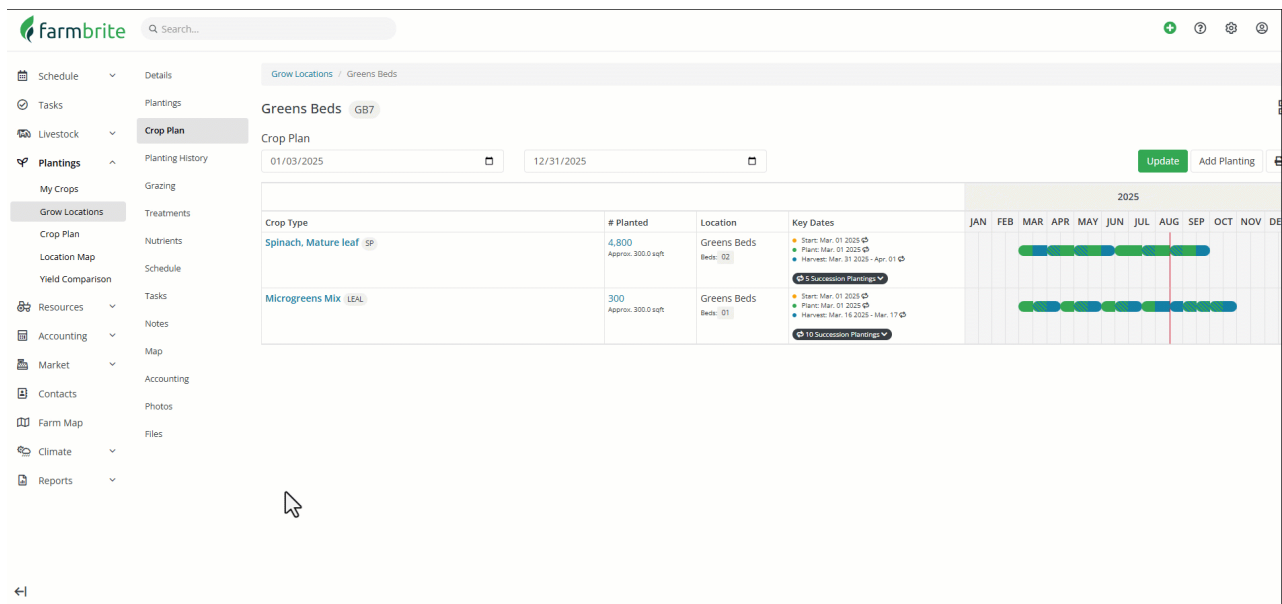 farmbrite
Search...
Schedule
Tasks
Livestock
Plantings
My Crops
Grow Locations
Crop Plan
Location Map
Yield Comparison
Resources
Accounting
Market
Contacts
Farm Map
Climate
Reports
Details
Plantings
Crop Plan
Planting History
Grazing
Treatments
Nutrients
Schedule
Tasks
Notes
Map
Accounting
Photos
Files
Grow Locations / Greens Beds
Greens Beds GB7
Crop Plan
01/03/2025 12/31/2025 Update Add Planting
2025
Crop Type # Planted Location Key Dates JAN FEB MAR APR MAY JUN JUL AUG SEP OCT NOV DE
Spinach, Mature leaf SP 4,800 Greens Beds Start: Mar. 01 2025
Approx. 300.0 sqft Beds: 02 Plant: Mar. 01 2025
Harvest: Mar. 31 2025 - Apr. 01
5 Succession Plantings
Microgreens Mix LEAL 300 Greens Beds Start: Mar. 01 2025
Approx. 300.0 sqft Beds: 01 Plant: Mar. 01 2025
Harvest: Mar. 16 2025 - Mar. 17
10 Succession Plantings